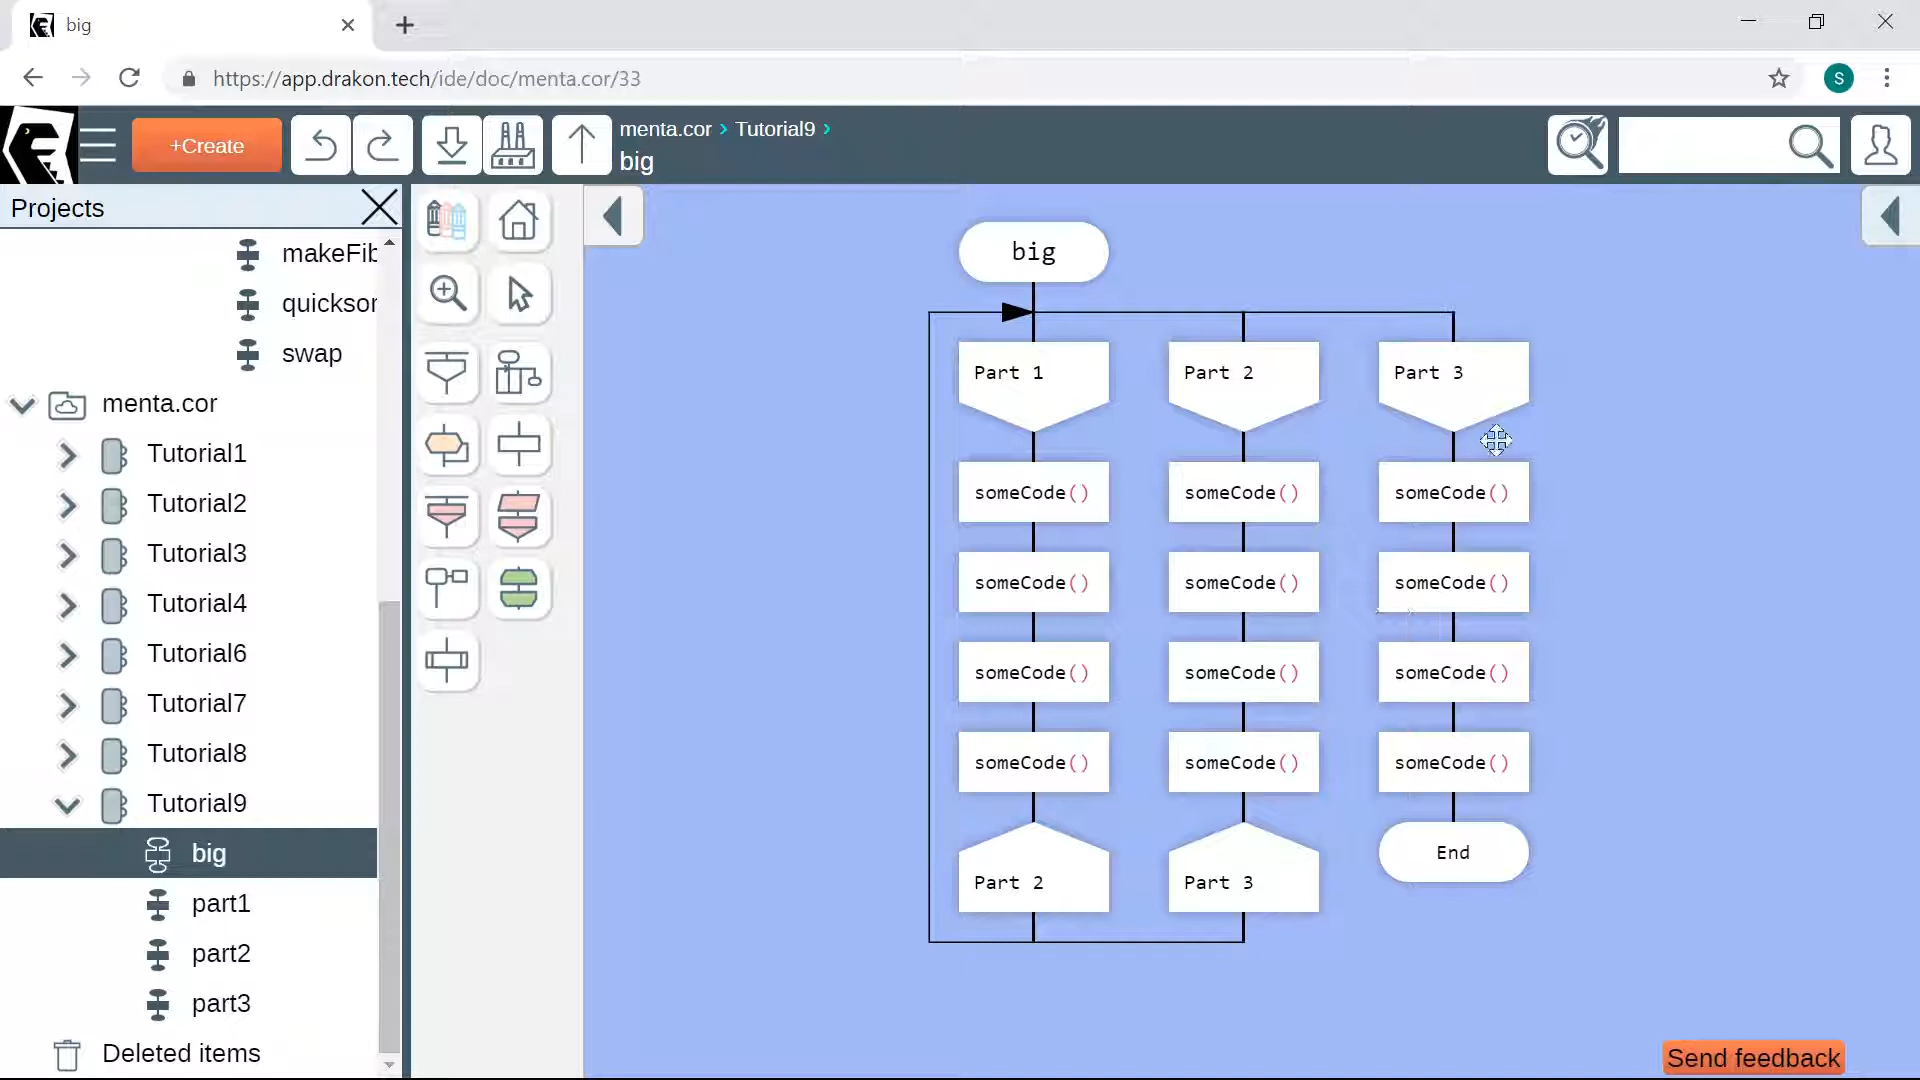 big
https://app.drakon.tech/ide/doc/menta.cor/33
S
+Create
menta.cor › Tutorial9 ›
big
Projects
makeFib
quicksor
swap
menta.cor
Tutorial1
Tutorial2
Tutorial3
Tutorial4
Tutorial6
Tutorial7
Tutorial8
Tutorial9
big
part1
part2
part3
Deleted items
big
Part 1
Part 2
Part 3
someCode()
someCode()
someCode()
someCode()
someCode()
someCode()
someCode()
someCode()
someCode()
someCode()
someCode()
someCode()
Part 2
Part 3
End
Send feedback